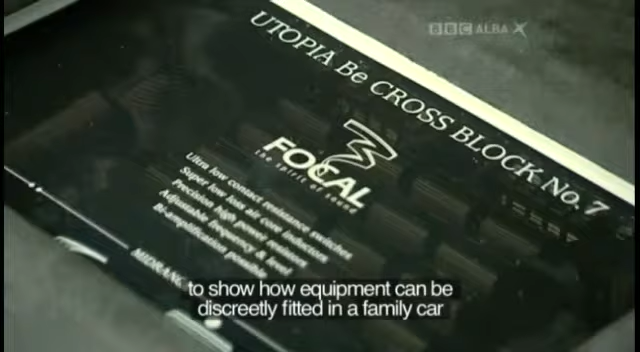 BBC ALBA
UTOPIA Be CROSS BLOCK No. 7
FOCAL
the spirit of sound
Ultra low contact resistance switches
Super low loss air core inductors
Precision high power resistors
Adjustable frequency & level
Bi-amplification possible
MIDRANG
to show how equipment can be
discreetly fitted in a family car